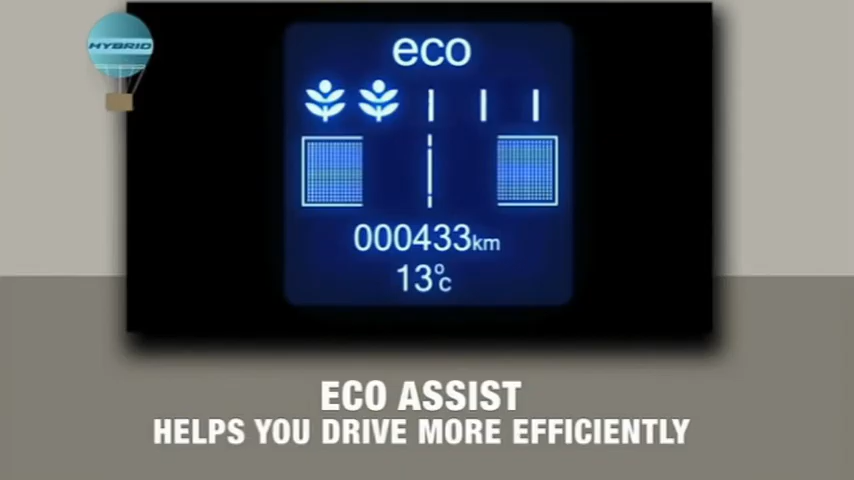 HYBRID
eco
000433km
13°c
ECO ASSIST
HELPS YOU DRIVE MORE EFFICIENTLY